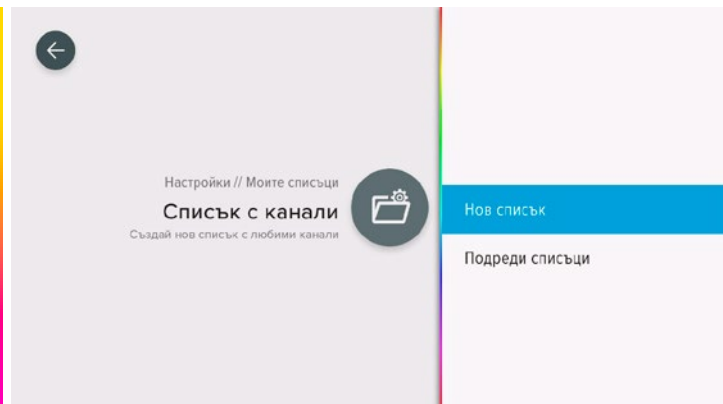 Настройки // Моите списъци
Списък с канали
Създай нов списък с любими канали
Нов списък
Подреди списъци